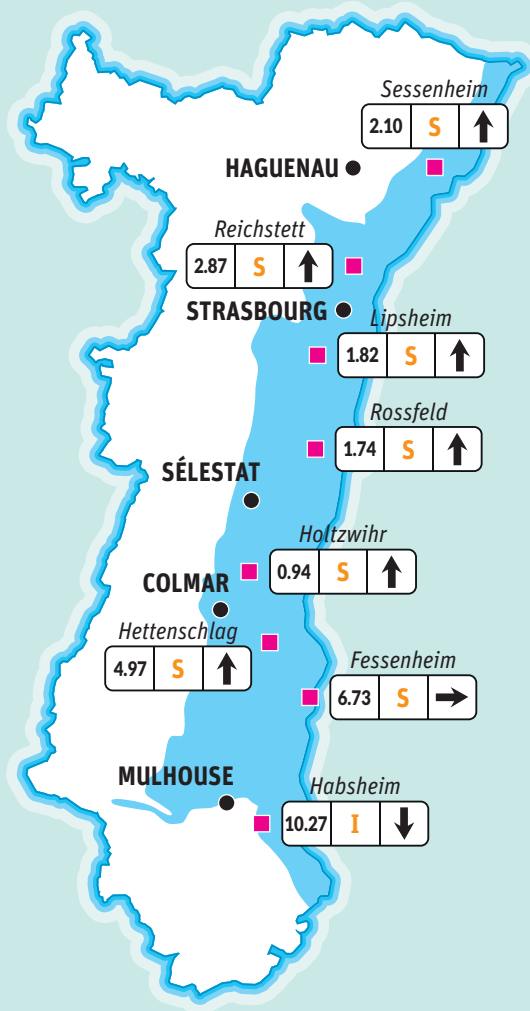 Sessenheim
2.10 S ↑
HAGUENAU
Reichstett
2.87 S ↑
STRASBOURG
Lipsheim
1.82 S ↑
Rossfeld
1.74 S ↑
SÉLESTAT
Holtzwihr
0.94 S ↑
COLMAR
Hettenschlag
4.97 S ↑
Fessenheim
6.73 S →
MULHOUSE
Habsheim
10.27 I ↓